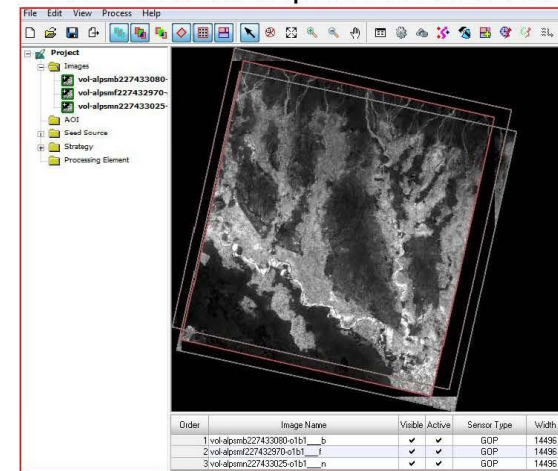 File Edit View Process Help
Project
Images
vol-alpsmb227433080-
vol-alpsmf227432970-
vol-alpsmn227433025-
AOI
Seed Source
Strategy
Processing Element
Order Image Name Visible Active Sensor Type Width
1 vol-alpsmb227433080-o1b1___b GOP 14496
2 vol-alpsmf227432970-o1b1___f GOP 14496
3 vol-alpsmn227433025-o1b1___n GOP 14496